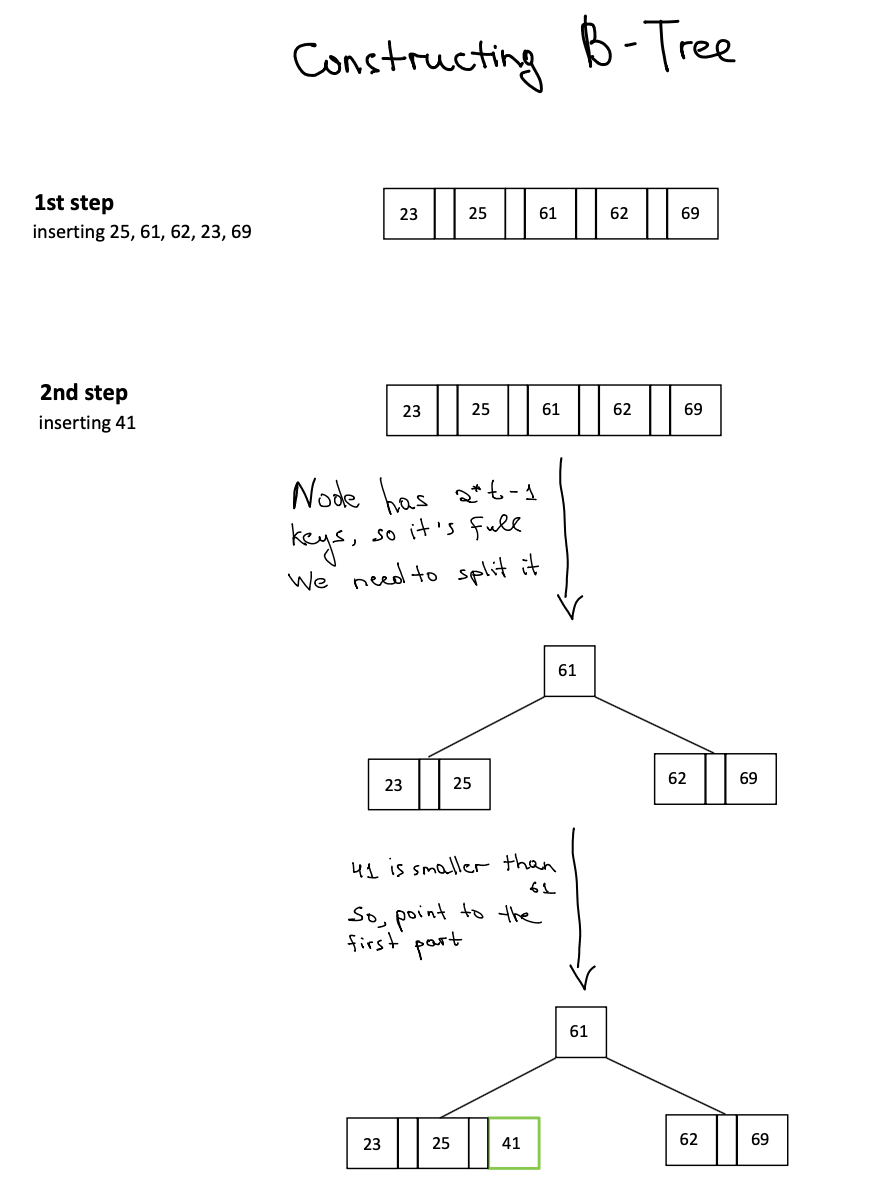 Constructing B-Tree
1st step
inserting 25, 61, 62, 23, 69
23 25 61 62 69
2nd step
inserting 41
23 25 61 62 69
Node has 2*t-1
keys, so it's full
We need to split it
61
23 25
62 69
41 is smaller than
61
So, point to the
first part
61
23 25 41
62 69